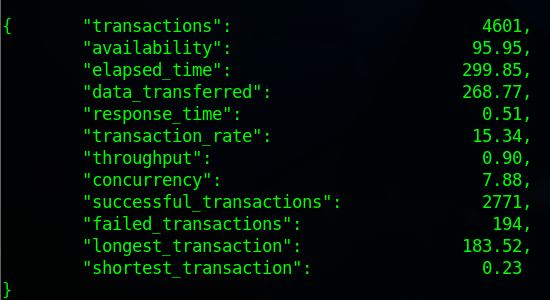 { "transactions": 4601,
"availability": 95.95,
"elapsed_time": 299.85,
"data_transferred": 268.77,
"response_time": 0.51,
"transaction_rate": 15.34,
"throughput": 0.90,
"concurrency": 7.88,
"successful_transactions": 2771,
"failed_transactions": 194,
"longest_transaction": 183.52,
"shortest_transaction": 0.23
}